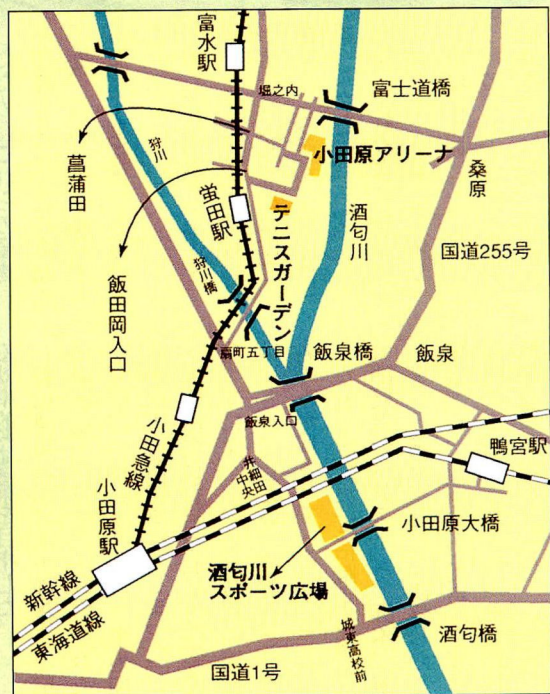 富水駅
堀之内
富士道橋
小田原アリーナ
菖蒲田
狩川
桑原
蛍田駅
テニスガーデン
酒匂川
国道255号
飯田岡入口
狩川橋
扇町五丁目
飯泉橋
飯泉
飯泉入口
小田急線
鴨宮駅
井細田
中央
小田原駅
小田原大橋
酒匂川
スポーツ広場
新幹線
東海道線
城東高校前
酒匂橋
国道1号